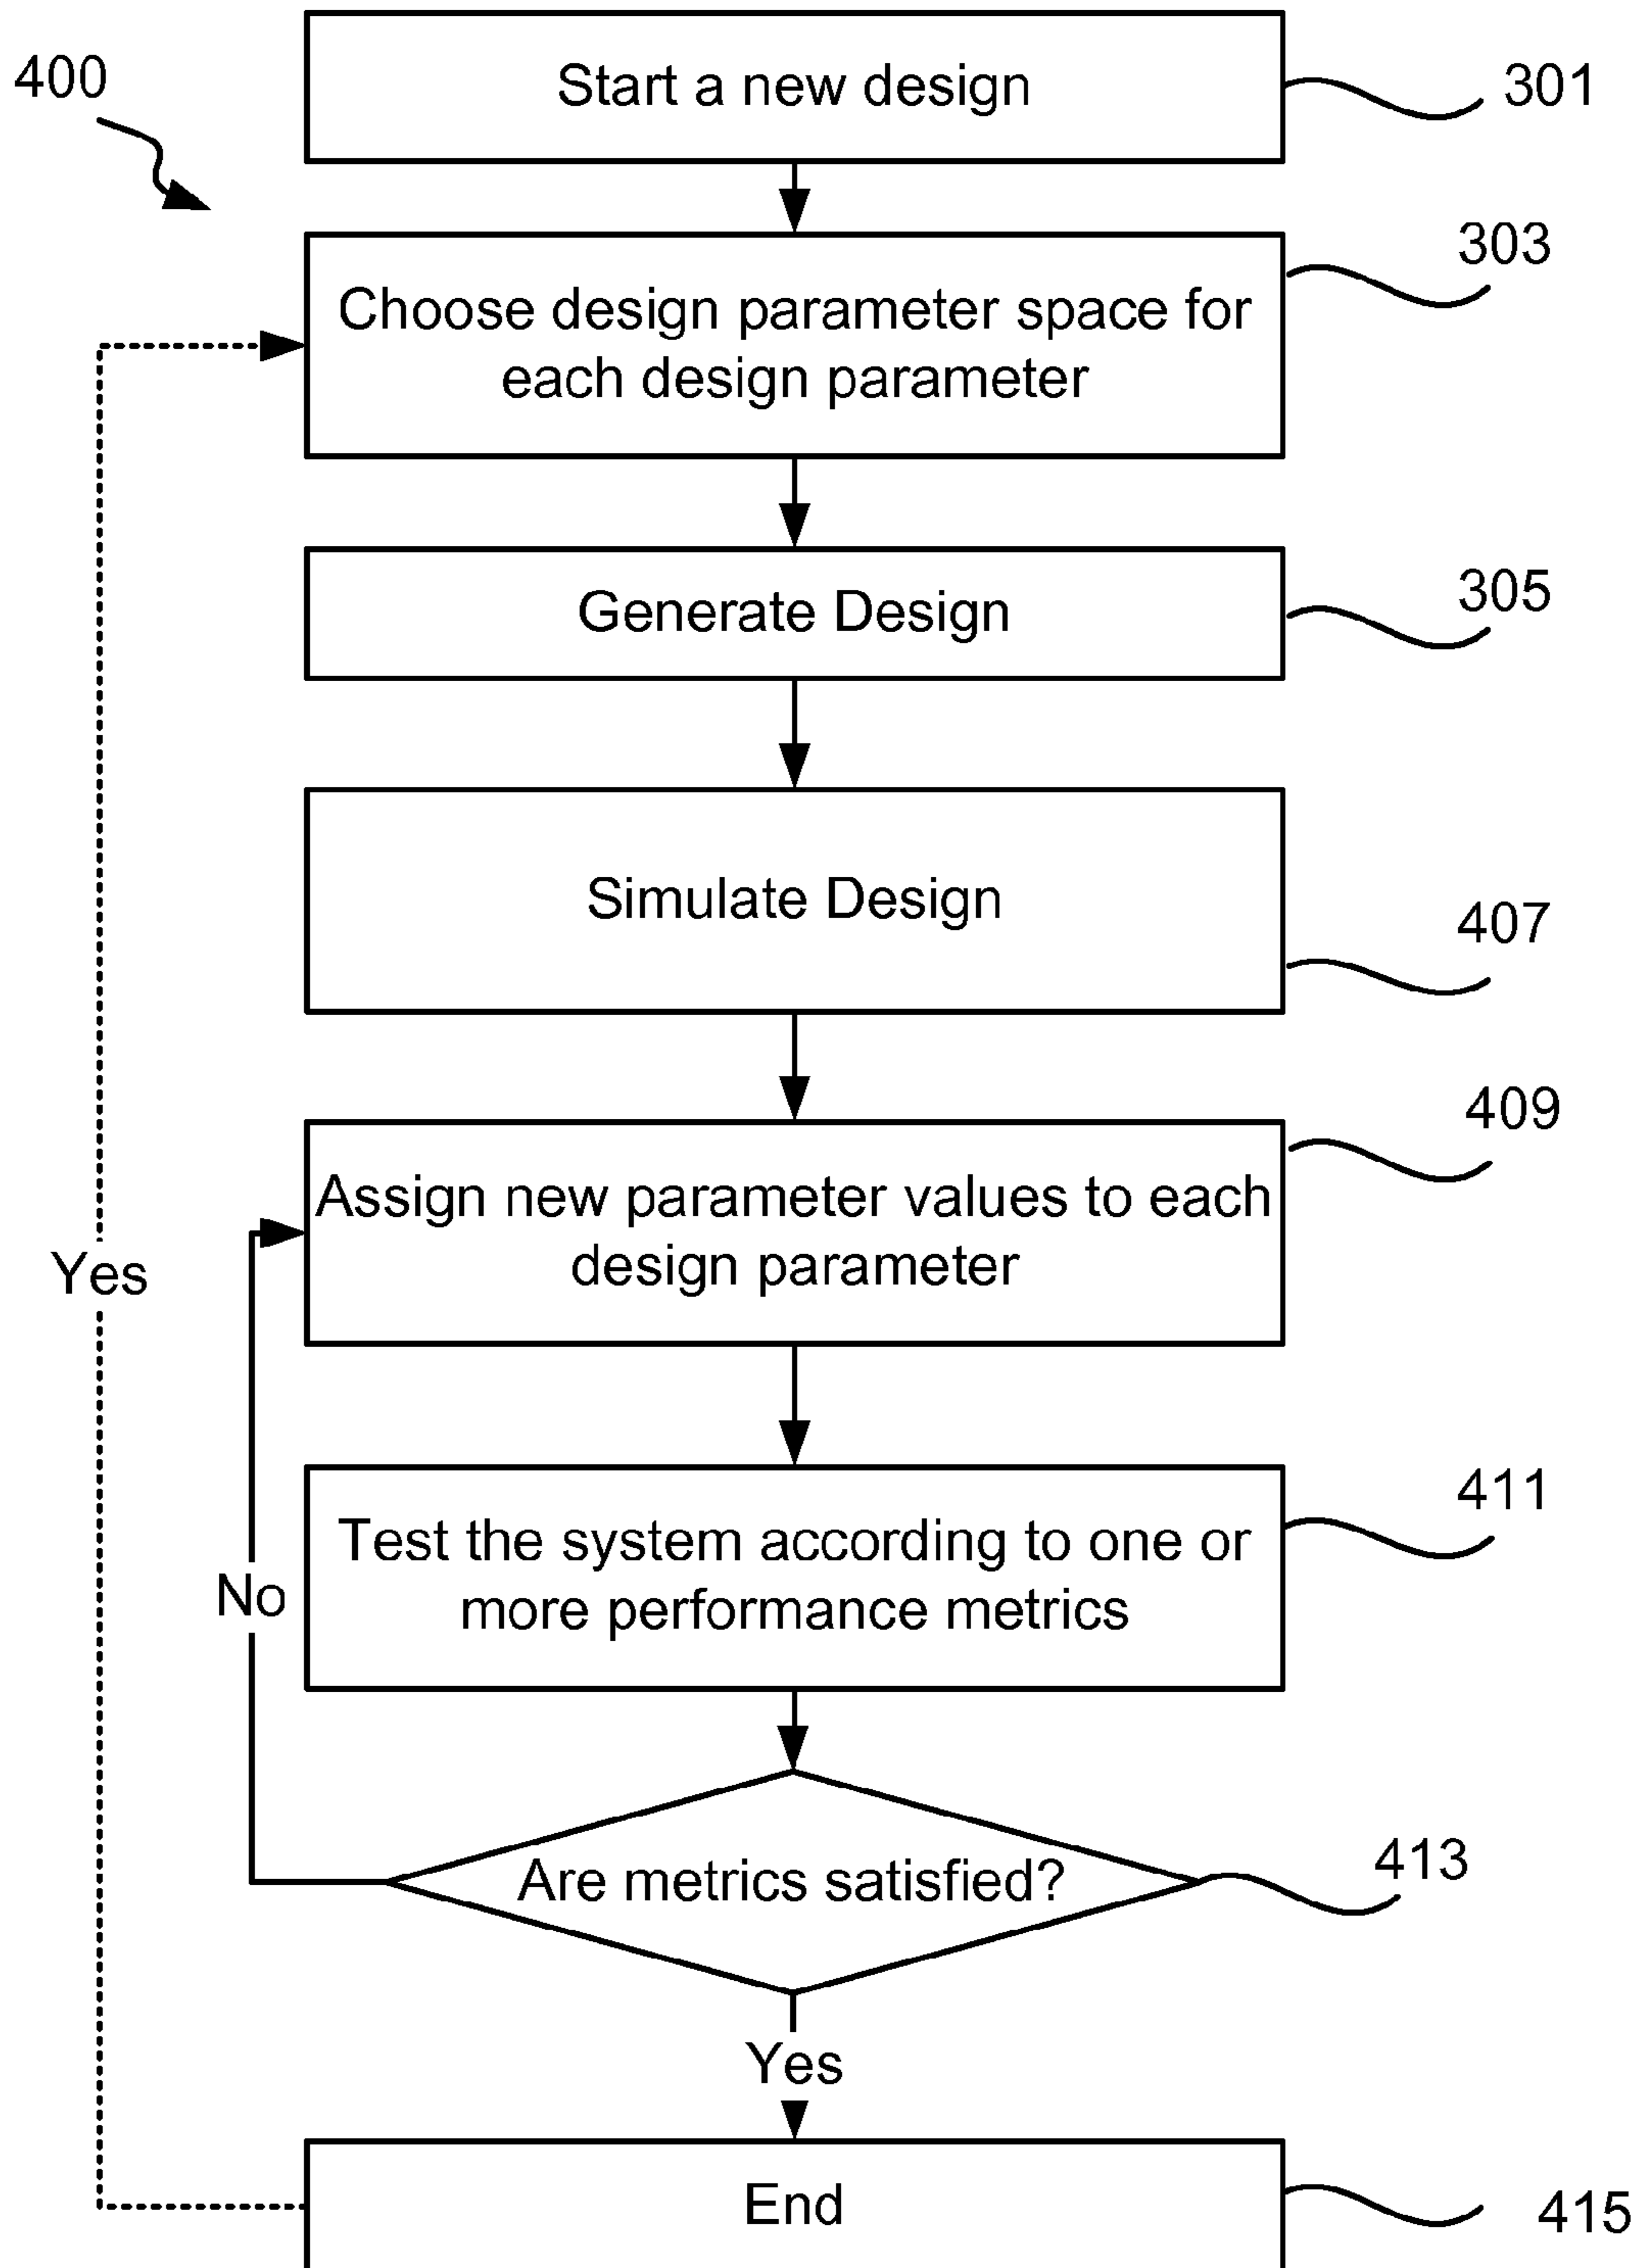 400
Start a new design
301
Choose design parameter space for
each design parameter
303
Generate Design
305
Simulate Design
407
Assign new parameter values to each
design parameter
409
Yes
Test the system according to one or
more performance metrics
411
No
Are metrics satisfied?
413
Yes
End
415